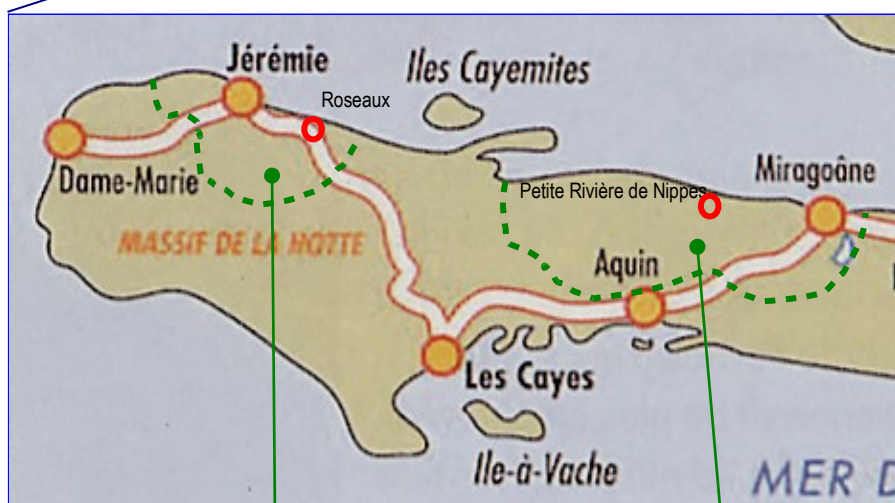 Jérémie
Iles Cayemites
Roseaux
Dame-Marie
Petite Rivière de Nippes
Miragoâne
MASSIF DE LA HOTTE
Aquin
Les Cayes
Ile-à-Vache
MER D